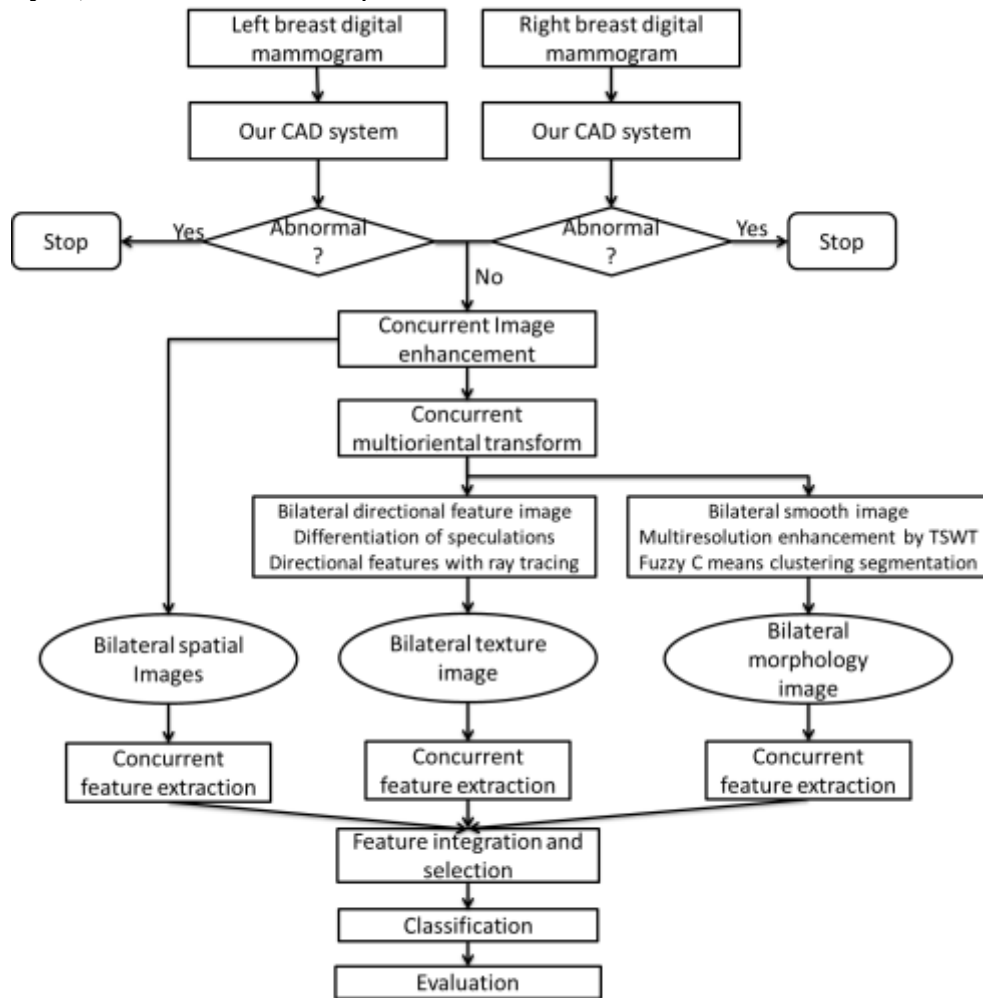 Left breast digital
mammogram
Right breast digital
mammogram
Our CAD system
Our CAD system
Stop
Yes
Abnormal
?
Abnormal
?
Yes
Stop
No
Concurrent Image
enhancement
Concurrent
multioriental transform
Bilateral directional feature image
Differentiation of speculations
Directional features with ray tracing
Bilateral smooth image
Multiresolution enhancement by TSWT
Fuzzy C means clustering segmentation
Bilateral spatial
Images
Bilateral texture
image
Bilateral
morphology
image
Concurrent
feature extraction
Concurrent
feature extraction
Concurrent
feature extraction
Feature integration and
selection
Classification
Evaluation